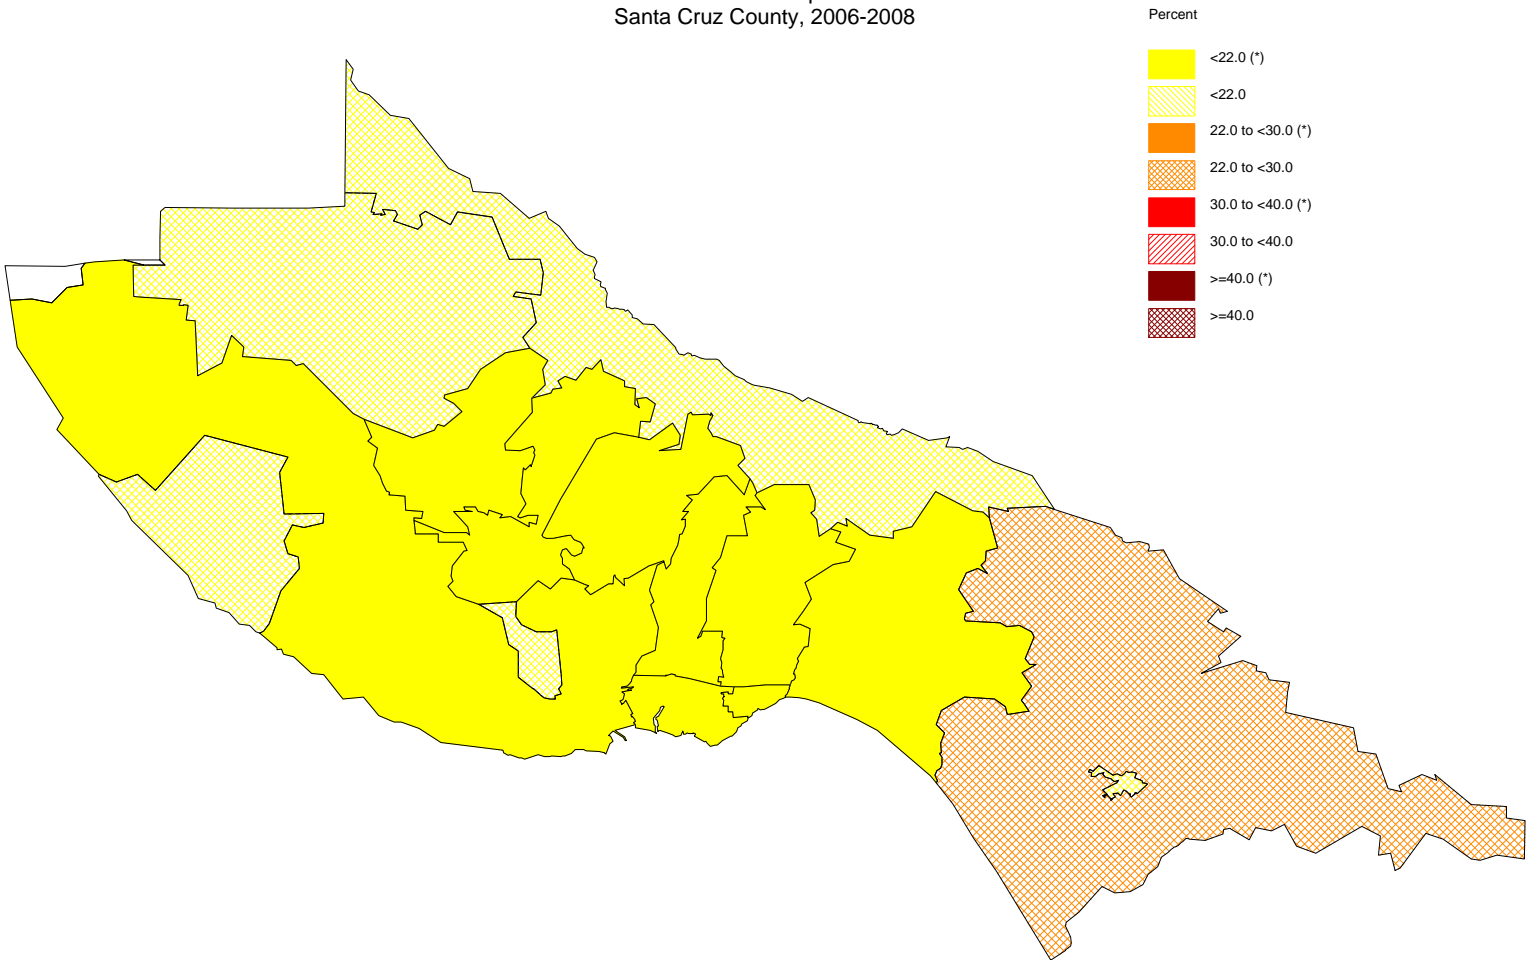 Santa Cruz County, 2006-2008
Percent
<22.0 (*)
<22.0
22.0 to <30.0 (*)
22.0 to <30.0
30.0 to <40.0 (*)
30.0 to <40.0
>=40.0 (*)
>=40.0